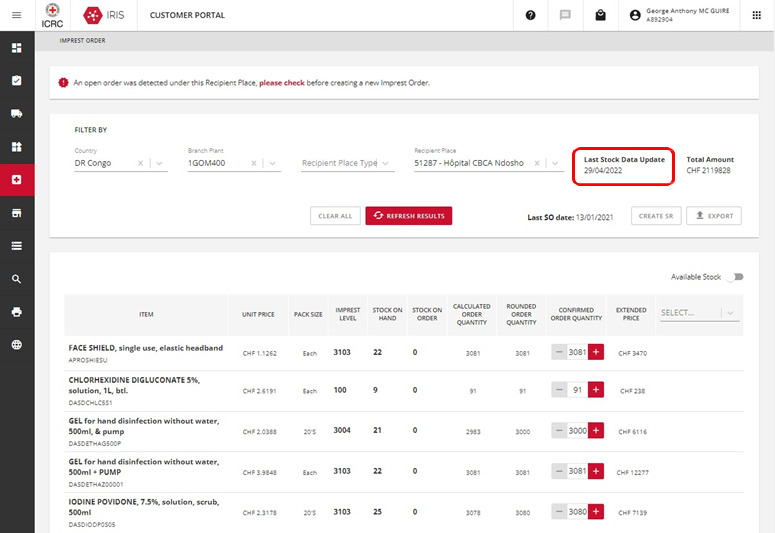 ICRC
IRIS
CUSTOMER PORTAL
George Anthony MC GUIRE
A892904
IMPREST ORDER
An open order was detected under this Recipient Place, please check before creating a new Imprest Order.
FILTER BY
Country
DR Congo
Branch Plant
1GOM400
Recipient Place Type
Recipient Place
51287 - Hôpital CBCA Ndosho
Last Stock Data Update
29/04/2022
Total Amount
CHF 2119828
CLEAR ALL
REFRESH RESULTS
Last SO date: 13/01/2021
CREATE SR
EXPORT
Available Stock
ITEM
UNIT PRICE
PACK SIZE
IMPREST LEVEL
STOCK ON HAND
STOCK ON ORDER
CALCULATED ORDER QUANTITY
ROUNDED ORDER QUANTITY
CONFIRMED ORDER QUANTITY
EXTENDED PRICE
SELECT...
FACE SHIELD, single use, elastic headband
APROSHIESU
CHF 1.1262
Each
3103
22
0
3081
3081
3081
CHF 3470
CHLORHEXIDINE DIGLUCONATE 5%,
solution, 1L, btl.
DASDCHLC5S1
CHF 2.6191
Each
100
9
0
91
91
91
CHF 238
GEL for hand disinfection without water,
500ml, & pump
DASDETHAG500P
CHF 2.0388
20'S
3004
21
0
2983
3000
3000
CHF 6116
GEL for hand disinfection without water,
500ml + PUMP
DASDETHAZ00001
CHF 3.9848
Each
3103
22
0
3081
3081
3081
CHF 12277
IODINE POVIDONE, 7.5%, solution, scrub,
500ml
DASDIODP0S05
CHF 2.3178
20'S
3103
25
0
3078
3080
3080
CHF 7139